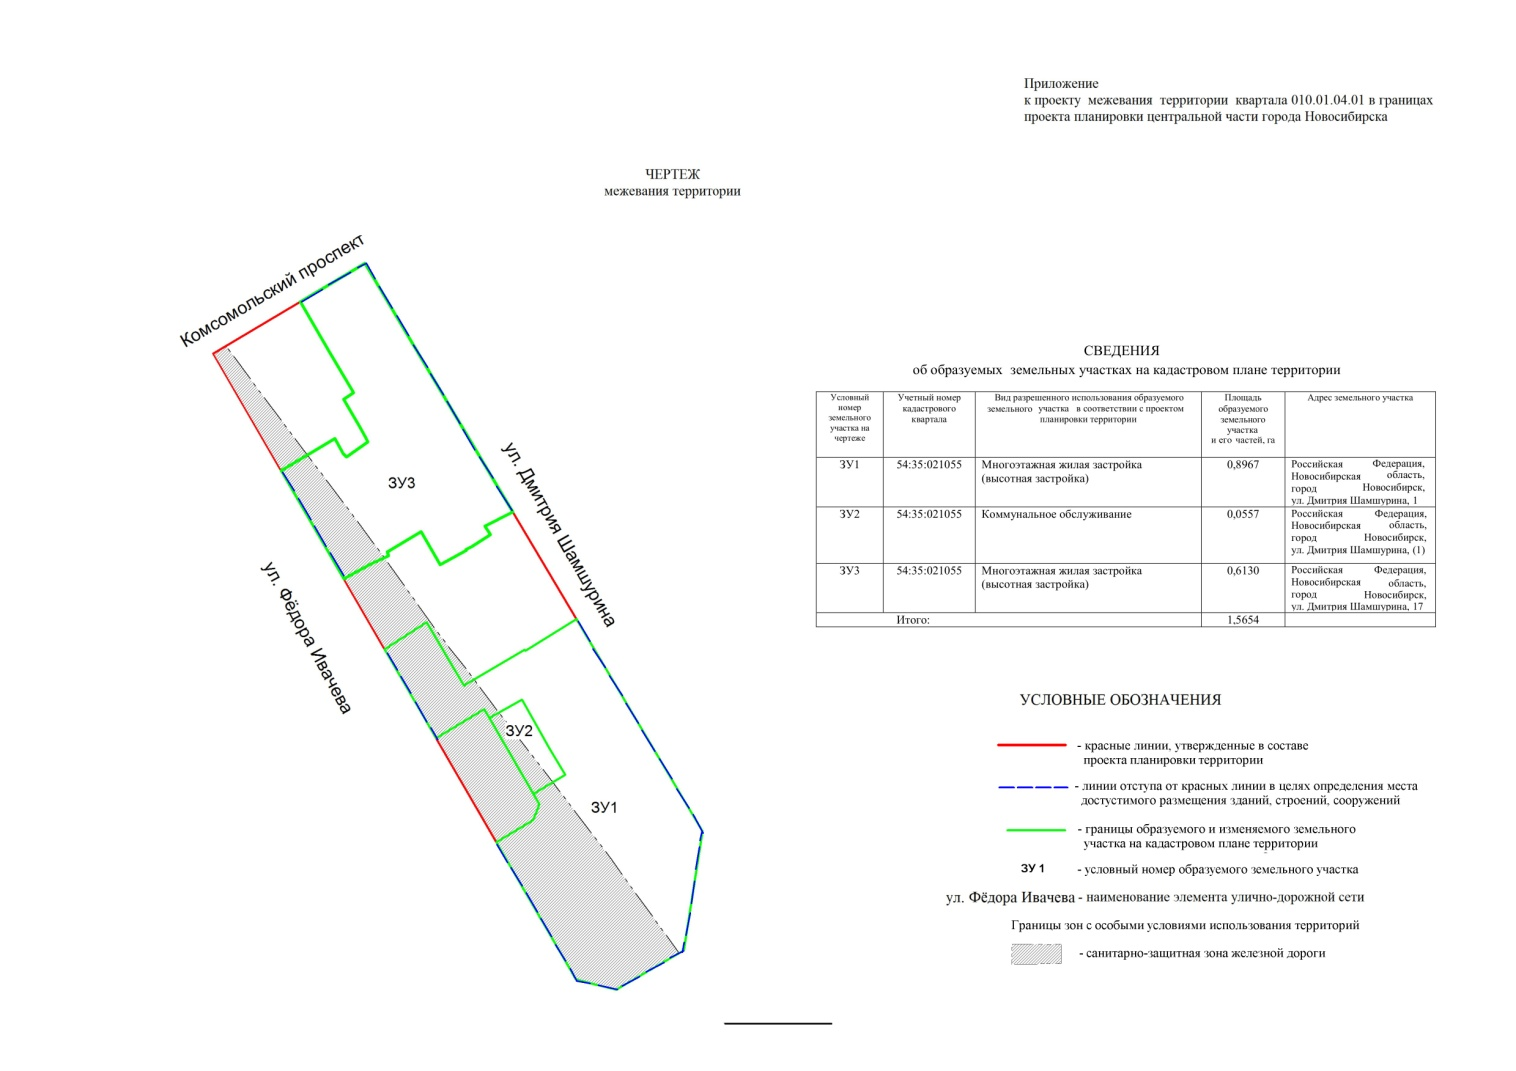 Приложение
к проекту межевания территории квартала 010.01.04.01 в границах
проекта планировки центральной части города Новосибирска
ЧЕРТЕЖ
межевания территории
Комсомольский проспект
ул. Дмитрия Шамшурина
ул. Фёдора Ивачева
ЗУ3
ЗУ2
ЗУ1
СВЕДЕНИЯ
об образуемых земельных участках на кадастровом плане территории
Условный
номер
земельного
участка на
чертеже
Учетный номер
кадастрового
квартала
Вид разрешенного использования образуемого
земельного участка в соответствии с проектом
планировки территории
Площадь
образуемого
земельного
участка
и его частей, га
Адрес земельного участка
ЗУ1
54:35:021055
Многоэтажная жилая застройка
(высотная застройка)
0,8967
Российская Федерация,
Новосибирская область,
город Новосибирск,
ул. Дмитрия Шамшурина, 1
ЗУ2
54:35:021055
Коммунальное обслуживание
0,0557
Российская Федерация,
Новосибирская область,
город Новосибирск,
ул. Дмитрия Шамшурина, (1)
ЗУ3
54:35:021055
Многоэтажная жилая застройка
(высотная застройка)
0,6130
Российская Федерация,
Новосибирская область,
город Новосибирск,
ул. Дмитрия Шамшурина, 17
Итого:
1,5654
УСЛОВНЫЕ ОБОЗНАЧЕНИЯ
- красные линии, утвержденные в составе
проекта планировки территории
- линии отступа от красных линии в целях определения места
достустимого размещения зданий, строений, сооружений
- границы образуемого и изменяемого земельного
участка на кадастровом плане территории
ЗУ 1 - условный номер образуемого земельного участка
ул. Фёдора Ивачева - наименование элемента улично-дорожной сети
Границы зон с особыми условиями использования территорий
- санитарно-защитная зона железной дороги